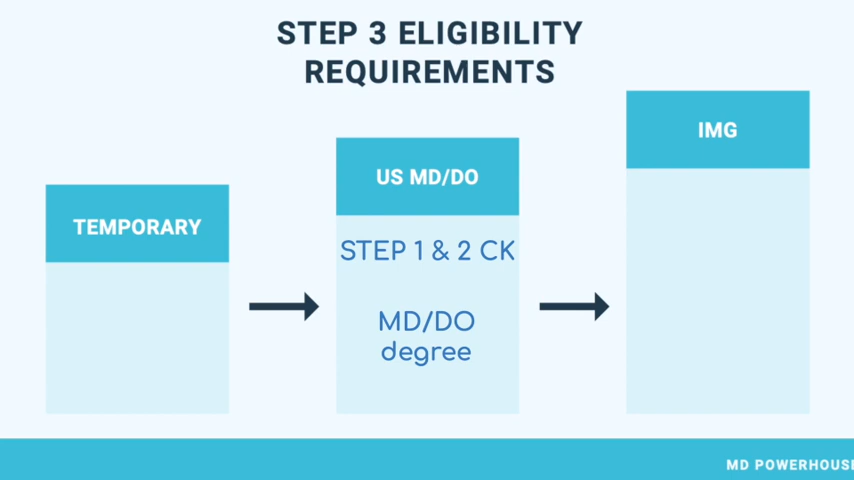 STEP 3 ELIGIBILITY
REQUIREMENTS
TEMPORARY
US MD/DO
STEP 1 & 2 CK
MD/DO
degree
IMG
MD POWERHOUSE